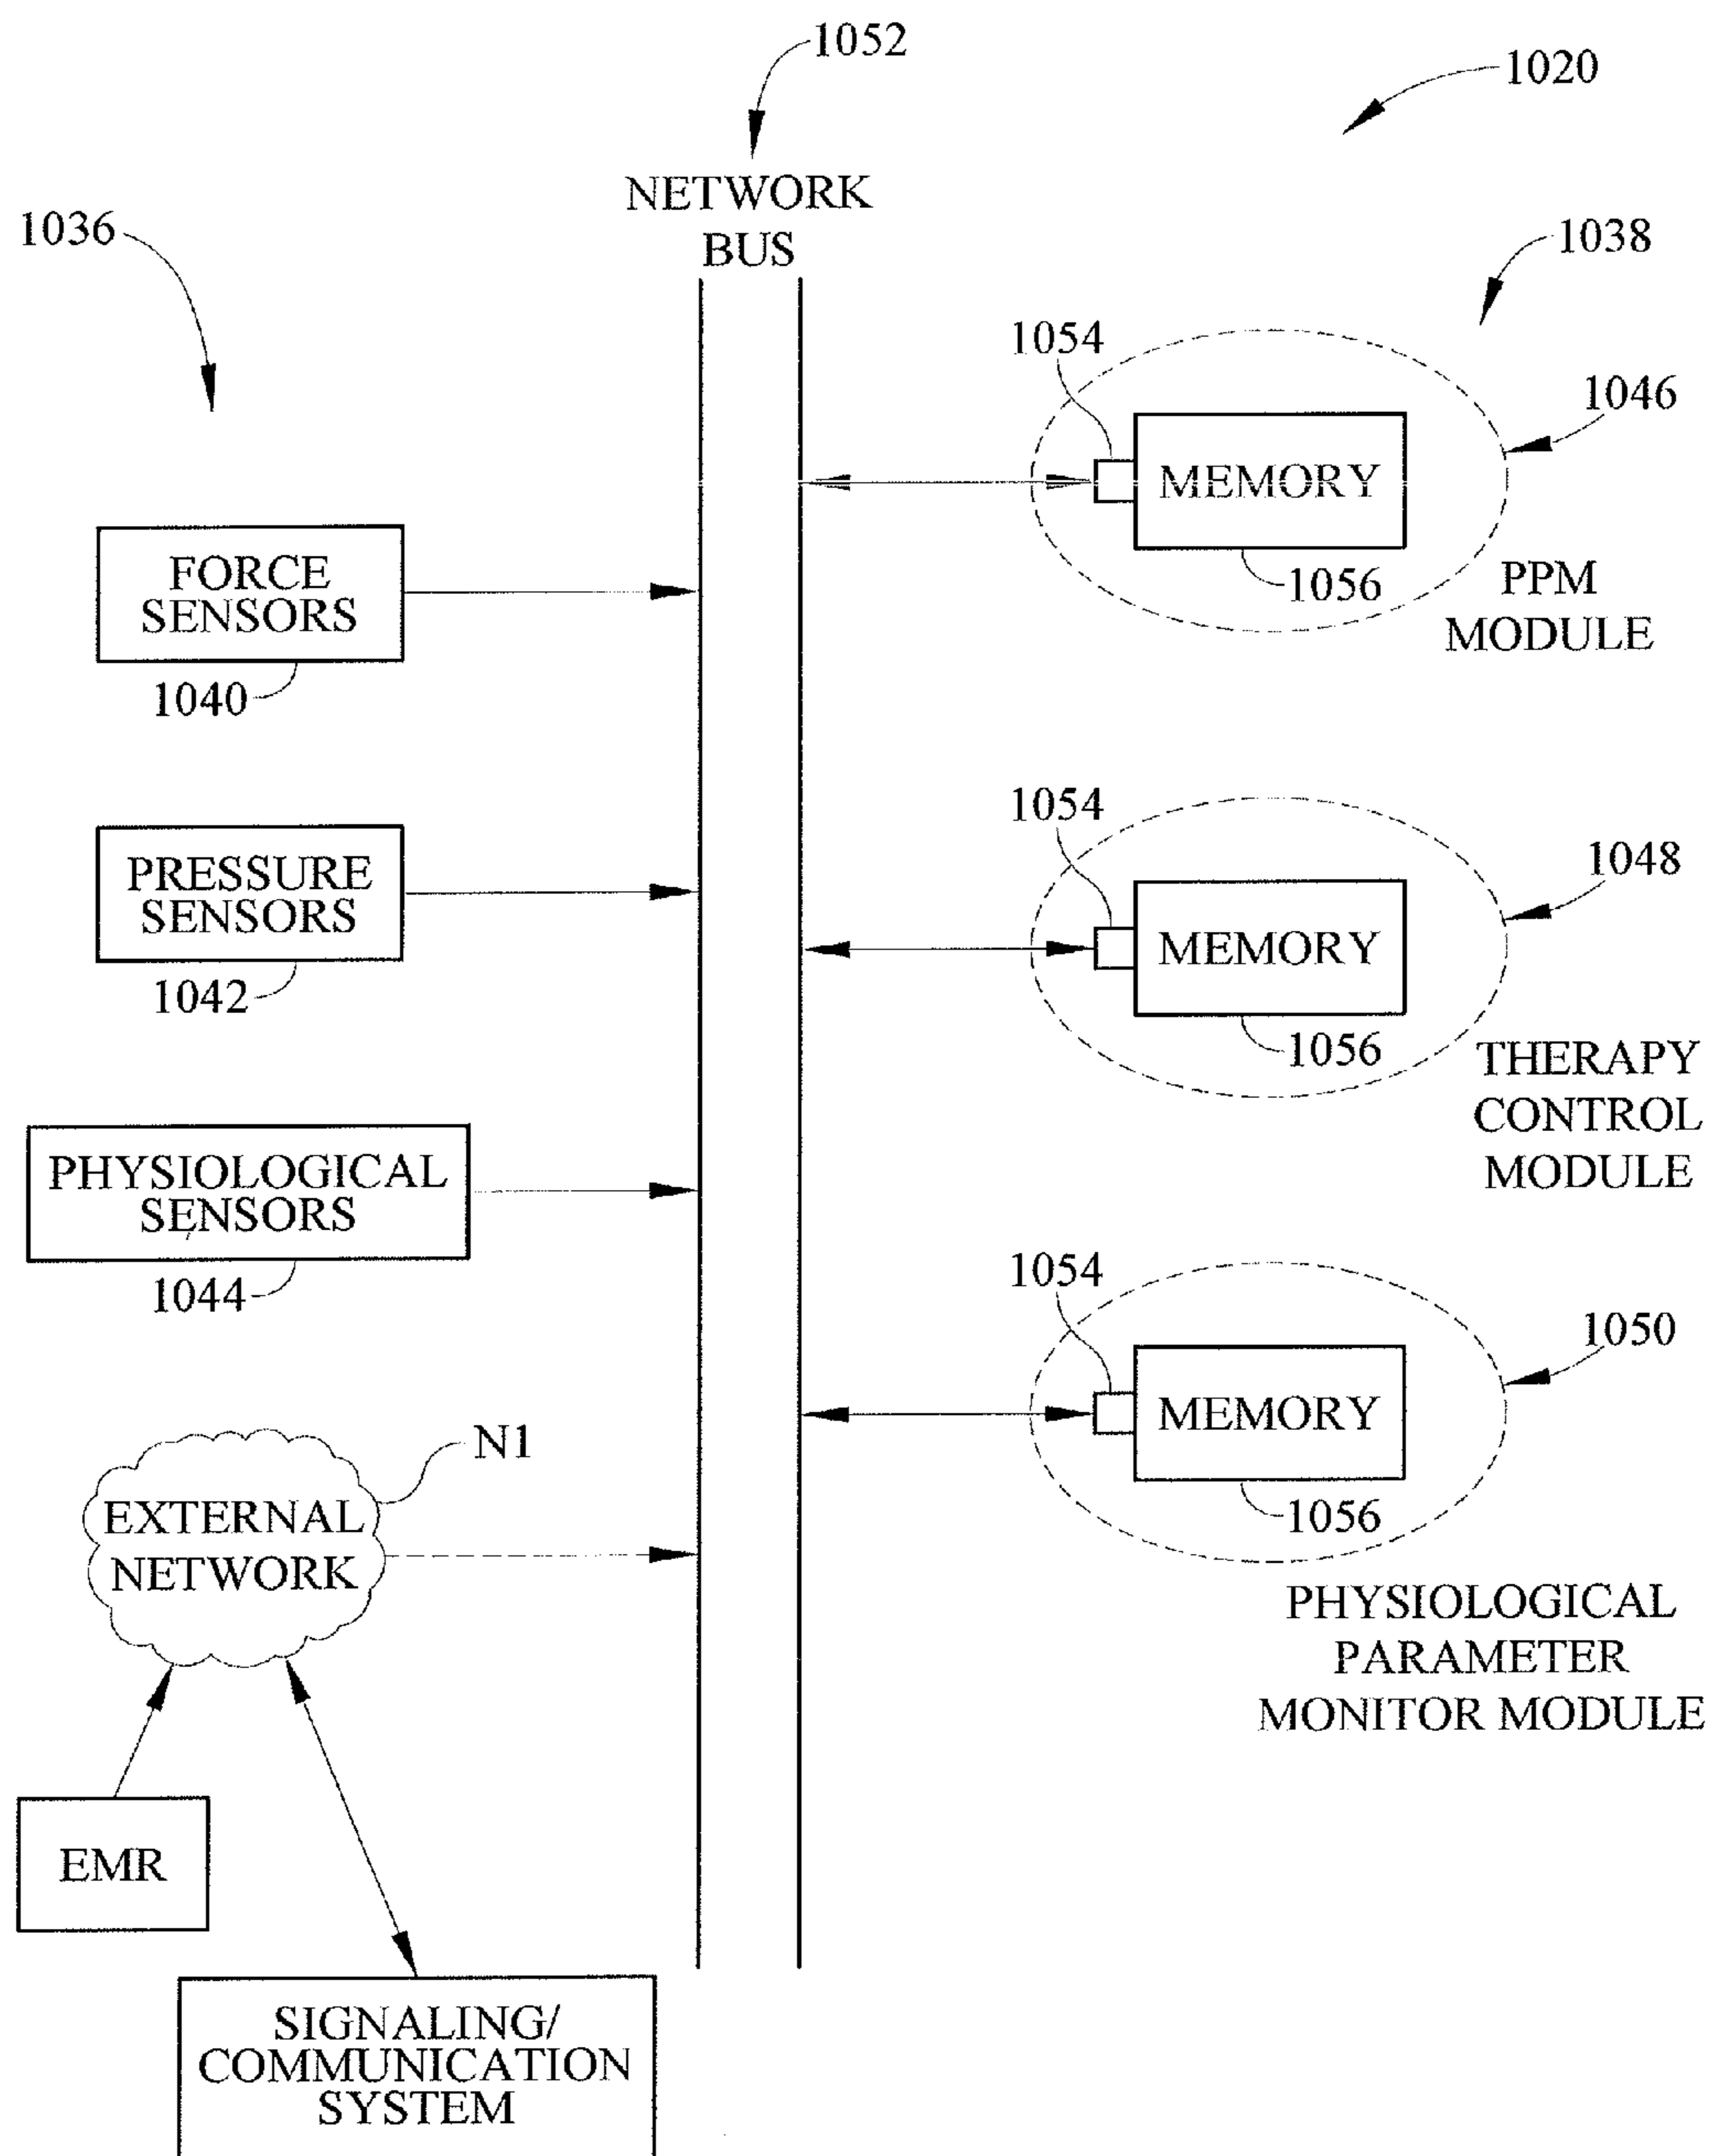 1052
1020
NETWORK
BUS
1036
1038
1054
1046
MEMORY
1056
PPM
MODULE
FORCE
SENSORS
1040
1054
1048
MEMORY
1056
THERAPY
CONTROL
MODULE
PRESSURE
SENSORS
1042
PHYSIOLOGICAL
SENSORS
1044
1054
1050
MEMORY
1056
PHYSIOLOGICAL
PARAMETER
MONITOR MODULE
N1
EXTERNAL
NETWORK
EMR
SIGNALING/
COMMUNICATION
SYSTEM